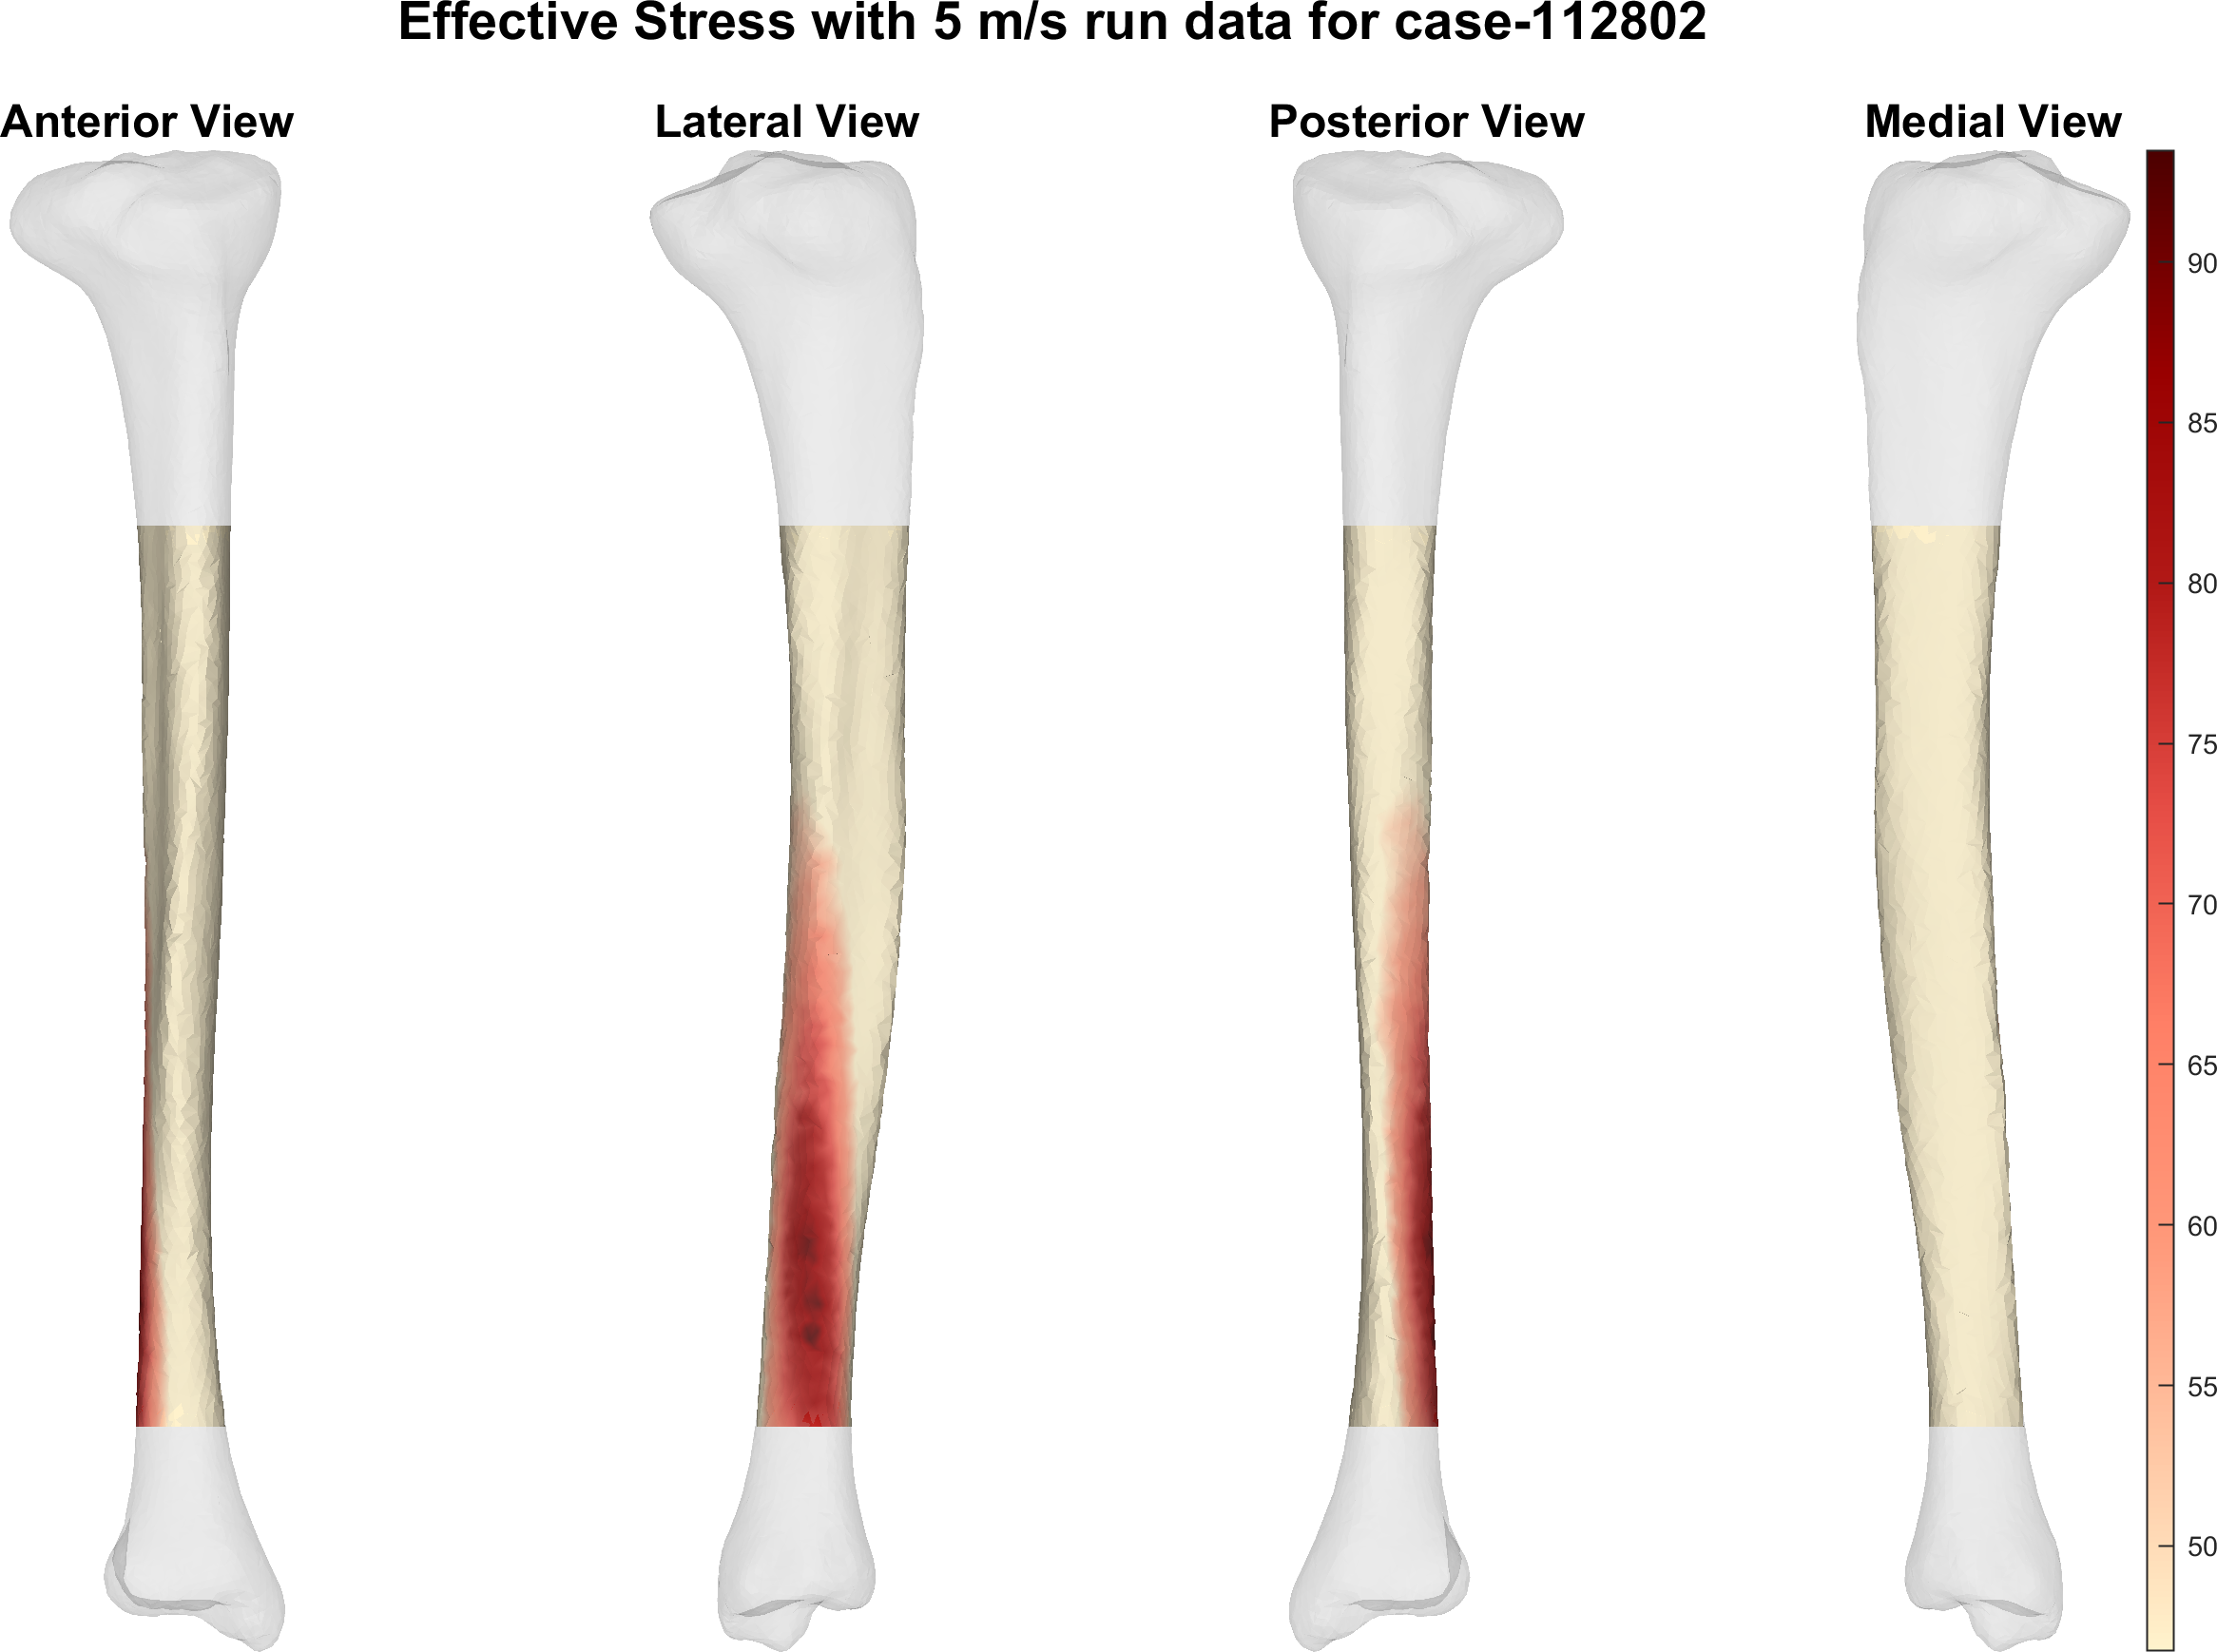 Effective Stress with 5 m/s run data for case-112802
Anterior View
Lateral View
Posterior View
Medial View
90
85
80
75
70
65
60
55
50